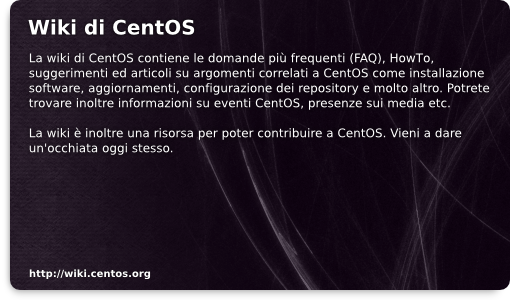 Wiki di CentOS
La wiki di CentOS contiene le domande più frequenti (FAQ), HowTo,
suggerimenti ed articoli su argomenti correlati a CentOS come installazione
software, aggiornamenti, configurazione dei repository e molto altro. Potrete
trovare inoltre informazioni su eventi CentOS, presenze sui media etc.
La wiki è inoltre una risorsa per poter contribuire a CentOS. Vieni a dare
un'occhiata oggi stesso.
http://wiki.centos.org